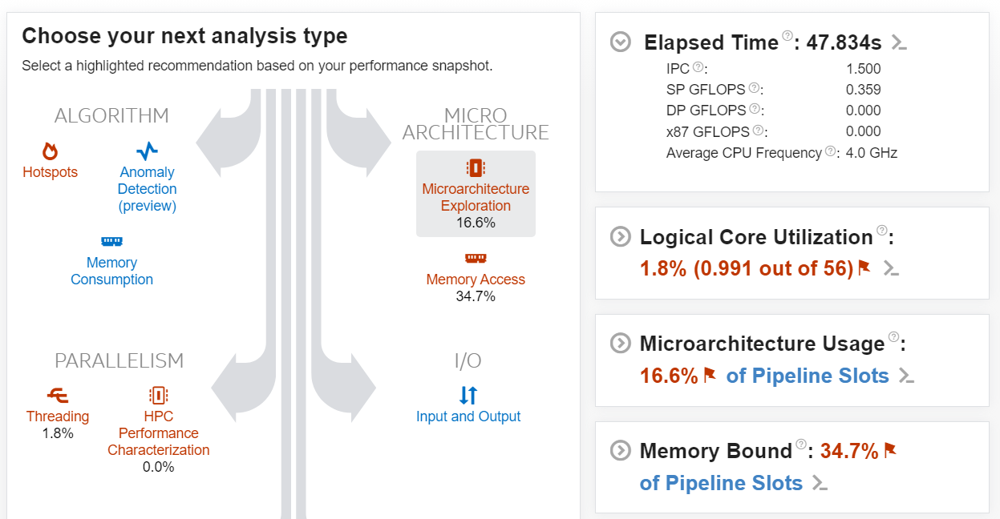 Choose your next analysis type
Select a highlighted recommendation based on your performance snapshot.
ALGORITHM
Hotspots
Anomaly
Detection
(preview)
Memory
Consumption
MICRO
ARCHITECTURE
Microarchitecture
Exploration
16.6%
Memory Access
34.7%
PARALLELISM
Threading
1.8%
HPC
Performance
Characterization
0.0%
I/O
Input and Output
Elapsed Time ? : 47.834s
IPC ? : 1.500
SP GFLOPS ? : 0.359
DP GFLOPS ? : 0.000
x87 GFLOPS ? : 0.000
Average CPU Frequency ? : 4.0 GHz
Logical Core Utilization ? :
1.8% (0.991 out of 56)
Microarchitecture Usage ? :
16.6% of Pipeline Slots
Memory Bound ? : 34.7%
of Pipeline Slots